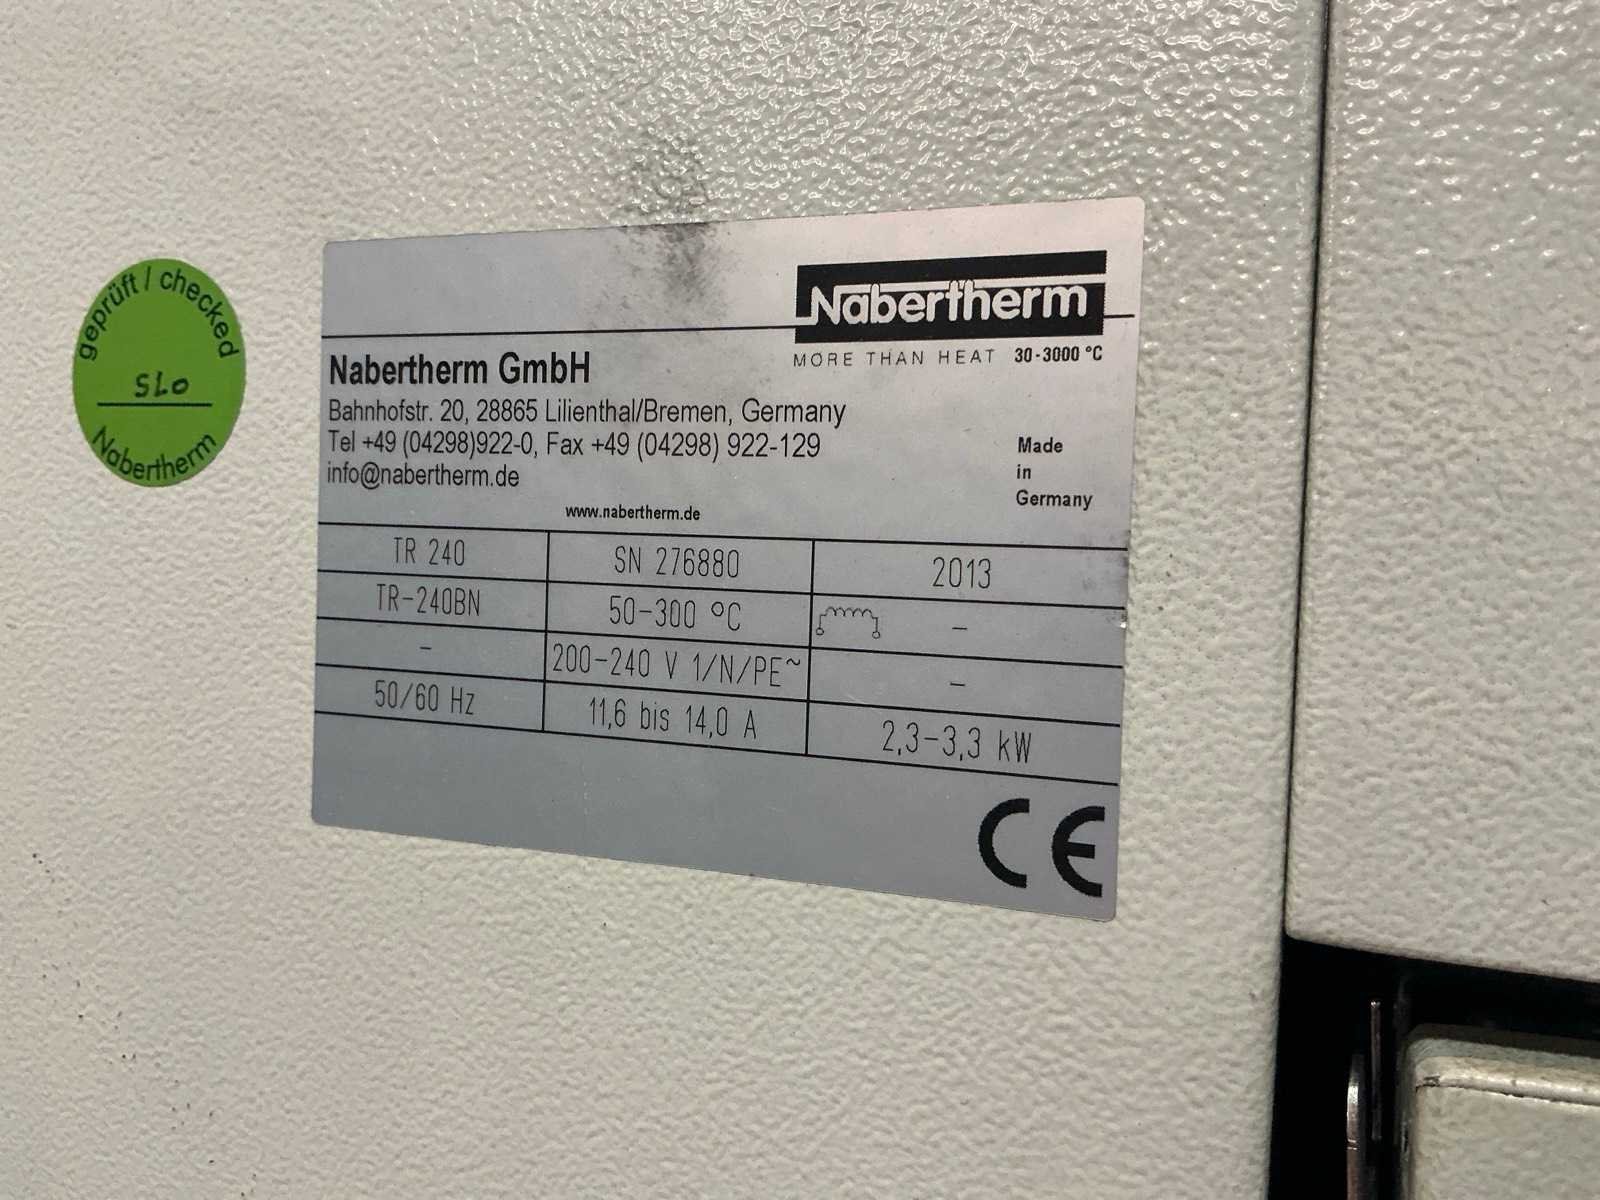 geprüft / checked
SLO
Nabertherm
Nabertherm
MORE THAN HEAT 30-3000 °C
Nabertherm GmbH
Bahnhofstr. 20, 28865 Lilienthal/Bremen, Germany
Tel +49 (04298)922-0, Fax +49 (04298) 922-129
info@nabertherm.de
www.nabertherm.de
Made
in
Germany
TR 240 SN 276880 2013
TR-240BN 50-300 °C -
- 200-240 V 1/N/PE~ -
50/60 Hz 11,6 bis 14,0 A 2,3-3,3 kW
CE